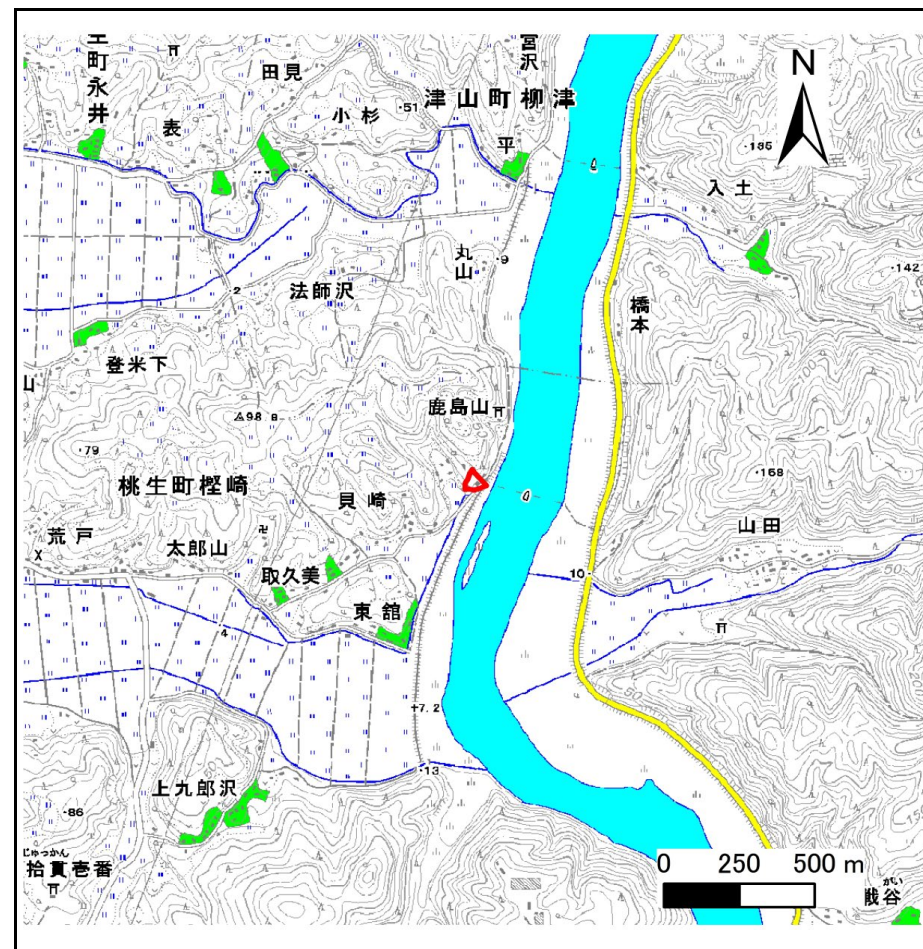 宮沢
N
田見
津山町柳津
町永井
小杉
・51
表
平
・185
入土
丸山
・9
・142
2
法師沢
橋本
登米下
山
鹿島山
△98
・79
・168
桃生町樫崎
貝崎
山田
荒戸
太郎山
取久美
10
50
東舘
4
+7.2
・13
上九郎沢
・86
0 250 500 m
じゅっかん
拾貫壱番
がい
谷